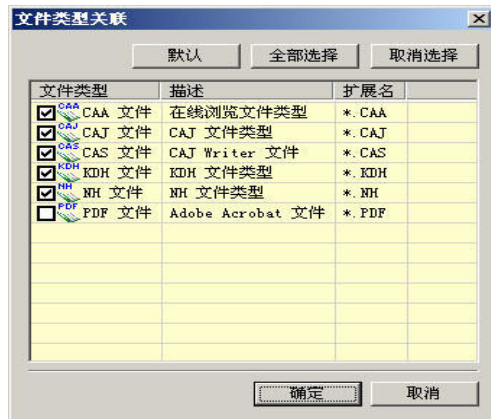 文件类型关联
默认 全部选择 取消选择
文件类型 描述 扩展名
CAA CAA 文件 在线浏览文件类型 *.CAA
CAJ CAJ 文件 CAJ 文件类型 *.CAJ
CAS CAS 文件 CAJ Writer 文件 *.CAS
KDH KDH 文件 KDH 文件类型 *.KDH
NH NH 文件 NH 文件类型 *.NH
PDF PDF 文件 Adobe Acrobat 文件 *.PDF
确定 取消